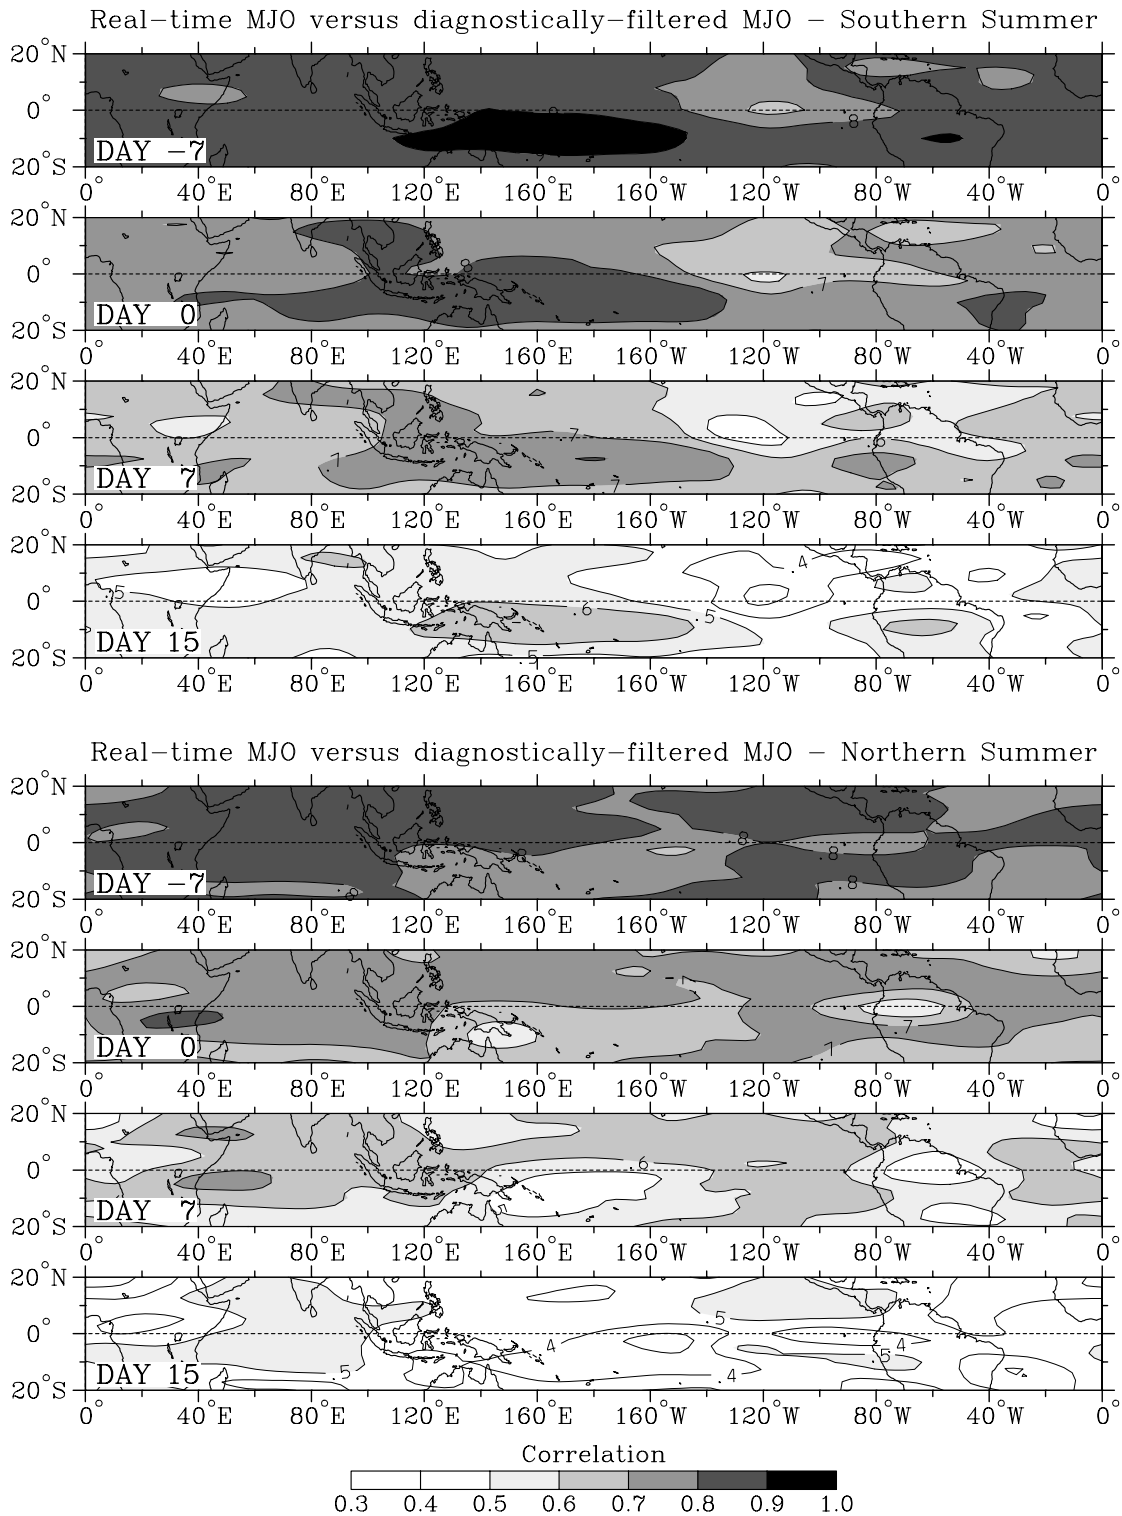 Real-time MJO versus diagnostically-filtered MJO - Southern Summer
20°N
0°
20°S
.8
DAY -7
0° 40°E 80°E 120°E 160°E 160°W 120°W 80°W 40°W 0°
20°N
0°
20°S
.8
.7
DAY 0
0° 40°E 80°E 120°E 160°E 160°W 120°W 80°W 40°W 0°
20°N
0°
20°S
.7
.6
.7
.7
DAY 7
0° 40°E 80°E 120°E 160°E 160°W 120°W 80°W 40°W 0°
20°N
0°
20°S
.4
.5
.6
.5
.5
DAY 15
0° 40°E 80°E 120°E 160°E 160°W 120°W 80°W 40°W 0°
Real-time MJO versus diagnostically-filtered MJO - Northern Summer
20°N
0°
20°S
.8
.8
.8
.8
DAY -7
0° 40°E 80°E 120°E 160°E 160°W 120°W 80°W 40°W 0°
20°N
0°
20°S
.7
.7
DAY 0
0° 40°E 80°E 120°E 160°E 160°W 120°W 80°W 40°W 0°
20°N
0°
20°S
.6
DAY 7
0° 40°E 80°E 120°E 160°E 160°W 120°W 80°W 40°W 0°
20°N
0°
20°S
.5
.4
.4
.5
.5
.4
DAY 15
0° 40°E 80°E 120°E 160°E 160°W 120°W 80°W 40°W 0°
Correlation
0.3 0.4 0.5 0.6 0.7 0.8 0.9 1.0